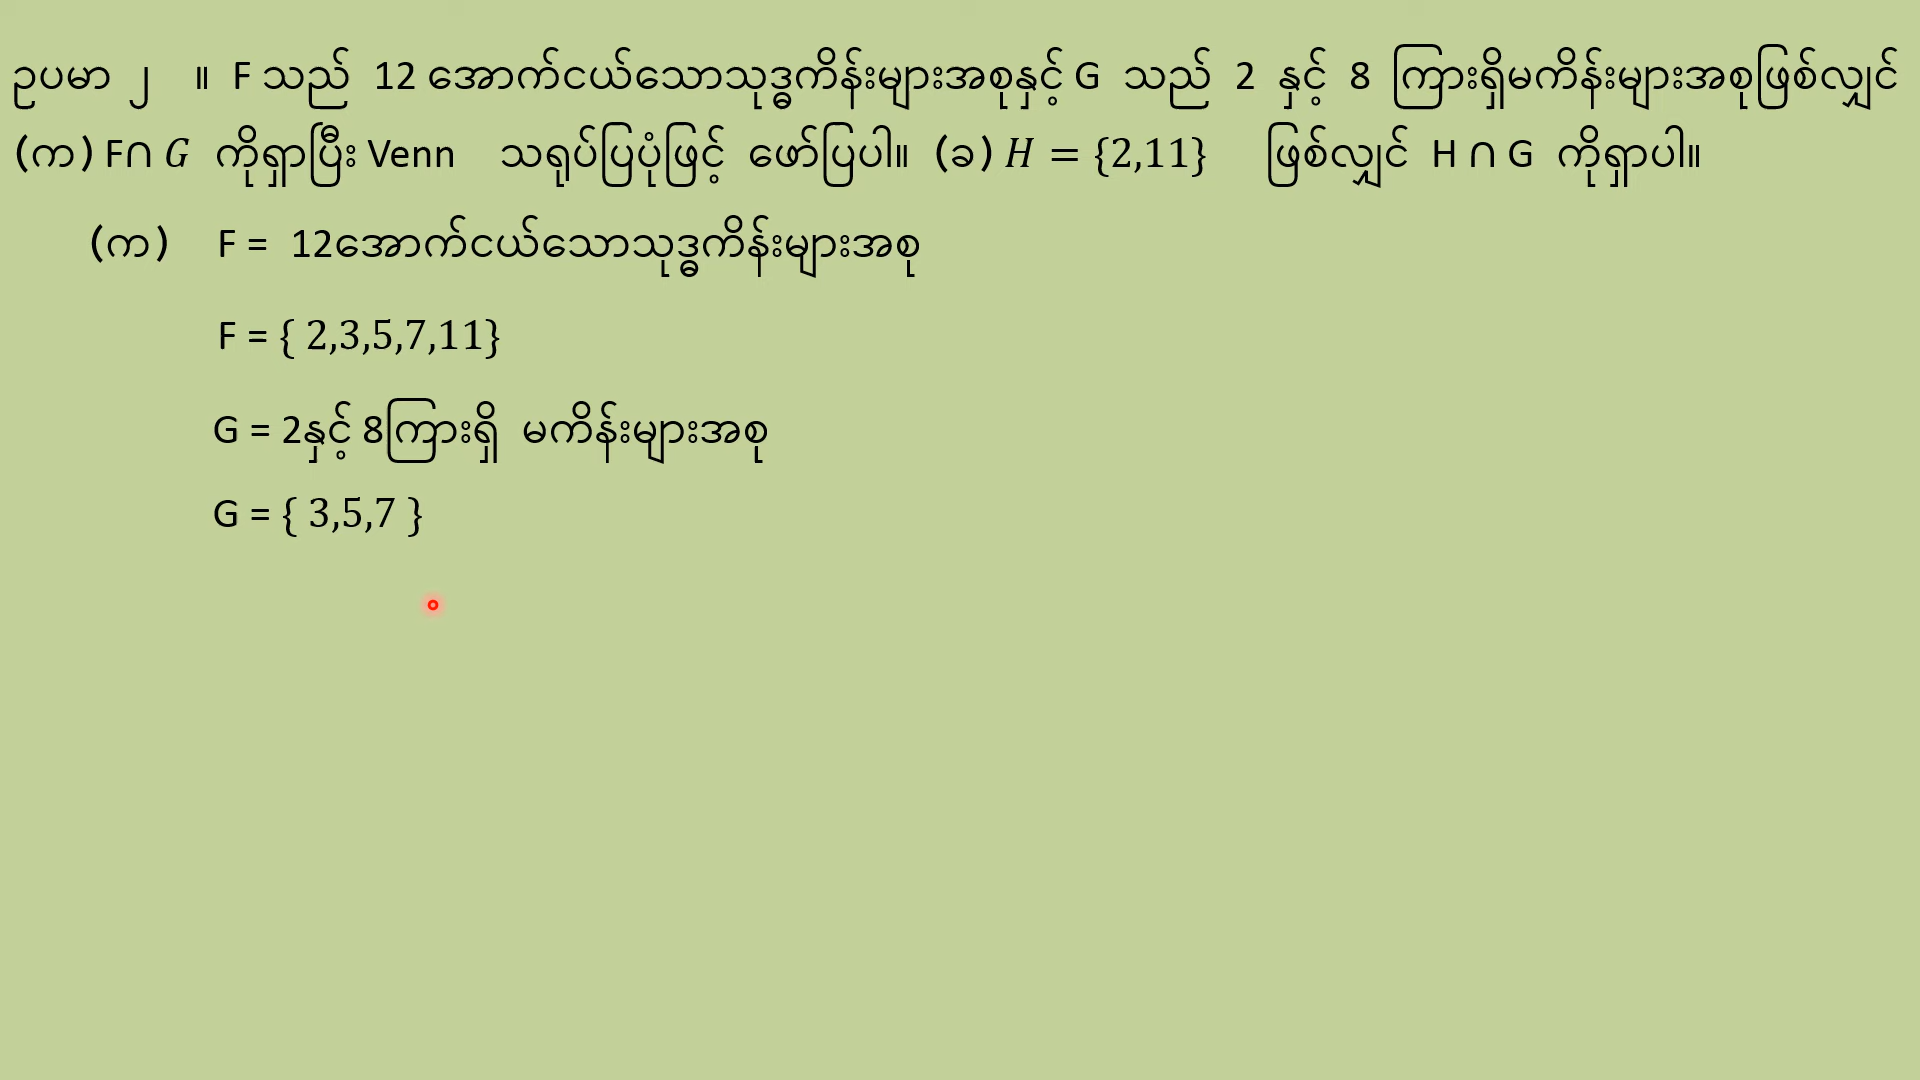 ဥပမာ ၂ ။ F သည် 12 အောက်ငယ်သောသုဒ္ဓကိန်းများအစုနှင့် G သည် 2 နှင့် 8 ကြားရှိမကိန်းများအစုဖြစ်လျှင်
(က) F∩ G ကိုရှာပြီး Venn သရုပ်ပြပုံဖြင့် ဖော်ပြပါ။ (ခ) H = {2,11} ဖြစ်လျှင် H ∩ G ကိုရှာပါ။
(က) F = 12အောက်ငယ်သောသုဒ္ဓကိန်းများအစု
F = { 2,3,5,7,11}
G = 2နှင့် 8ကြားရှိ မကိန်းများအစု
G = { 3,5,7 }